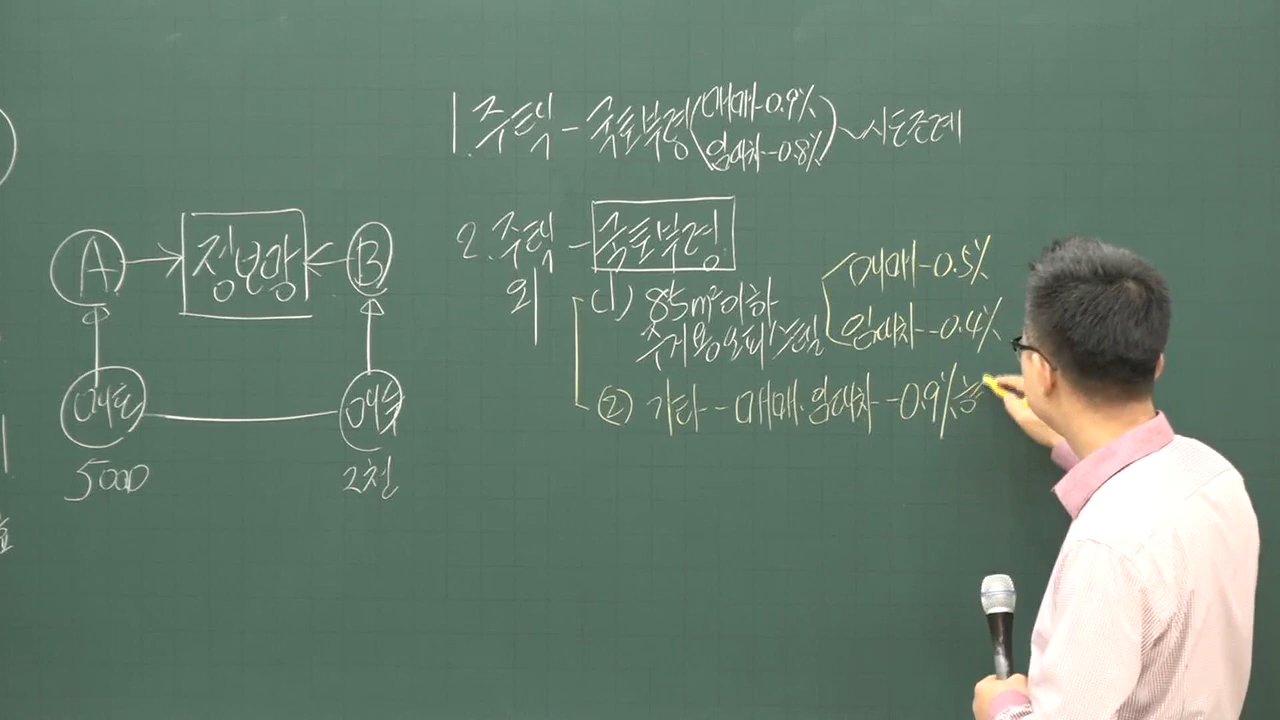 1. 주택 - 국토부령 (매매-0.9%
임대차-0.8%) ~시·도조례
2. 주택 - 국토부령
외
(1) 85m² 이하
주거용오피스텔
매매-0.5%
임대차-0.4%
(2) 기타 - 매매·임대차 - 0.9%
A → 정보망 ← B
매도 매수
5000 2천